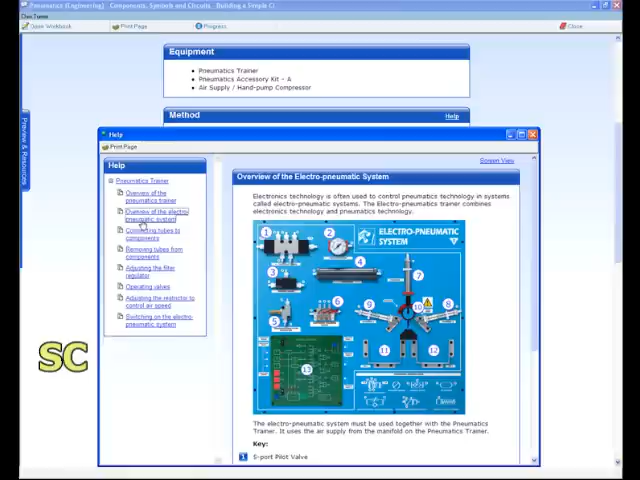 Pneumatics (Engineering) - Components, Symbols and Circuits - Building a Simple Ci
Open Workbook
Print Page
Progress
Close
Equipment
Pneumatics Trainer
Pneumatics Accessory Kit - A
Air Supply / Hand-pump Compressor
Method
Help
Preview & Resources
Help
Print Page
Help
Pneumatics Trainer
Overview of the
pneumatics trainer
Overview of the electro-
pneumatic system
Connecting tubes to
components
Removing tubes from
components
Adjusting the filter
regulator
Operating valves
Adjusting the restrictor to
control air speed
Switching on the electro-
pneumatic system
Screen View
Overview of the Electro-pneumatic System
Electronics technology is often used to control pneumatics technology in systems
called electro-pneumatic systems. The Electro-pneumatic trainer combines
electronics technology and pneumatics technology.
ELECTRO-PNEUMATIC
SYSTEM
1
2
3
4
5
6
7
8
9
10
11
12
13
The electro-pneumatic system must be used together with the Pneumatics
Trainer. It uses the air supply from the manifold on the Pneumatics Trainer.
Key:
1 5-port Pilot Valve
SC